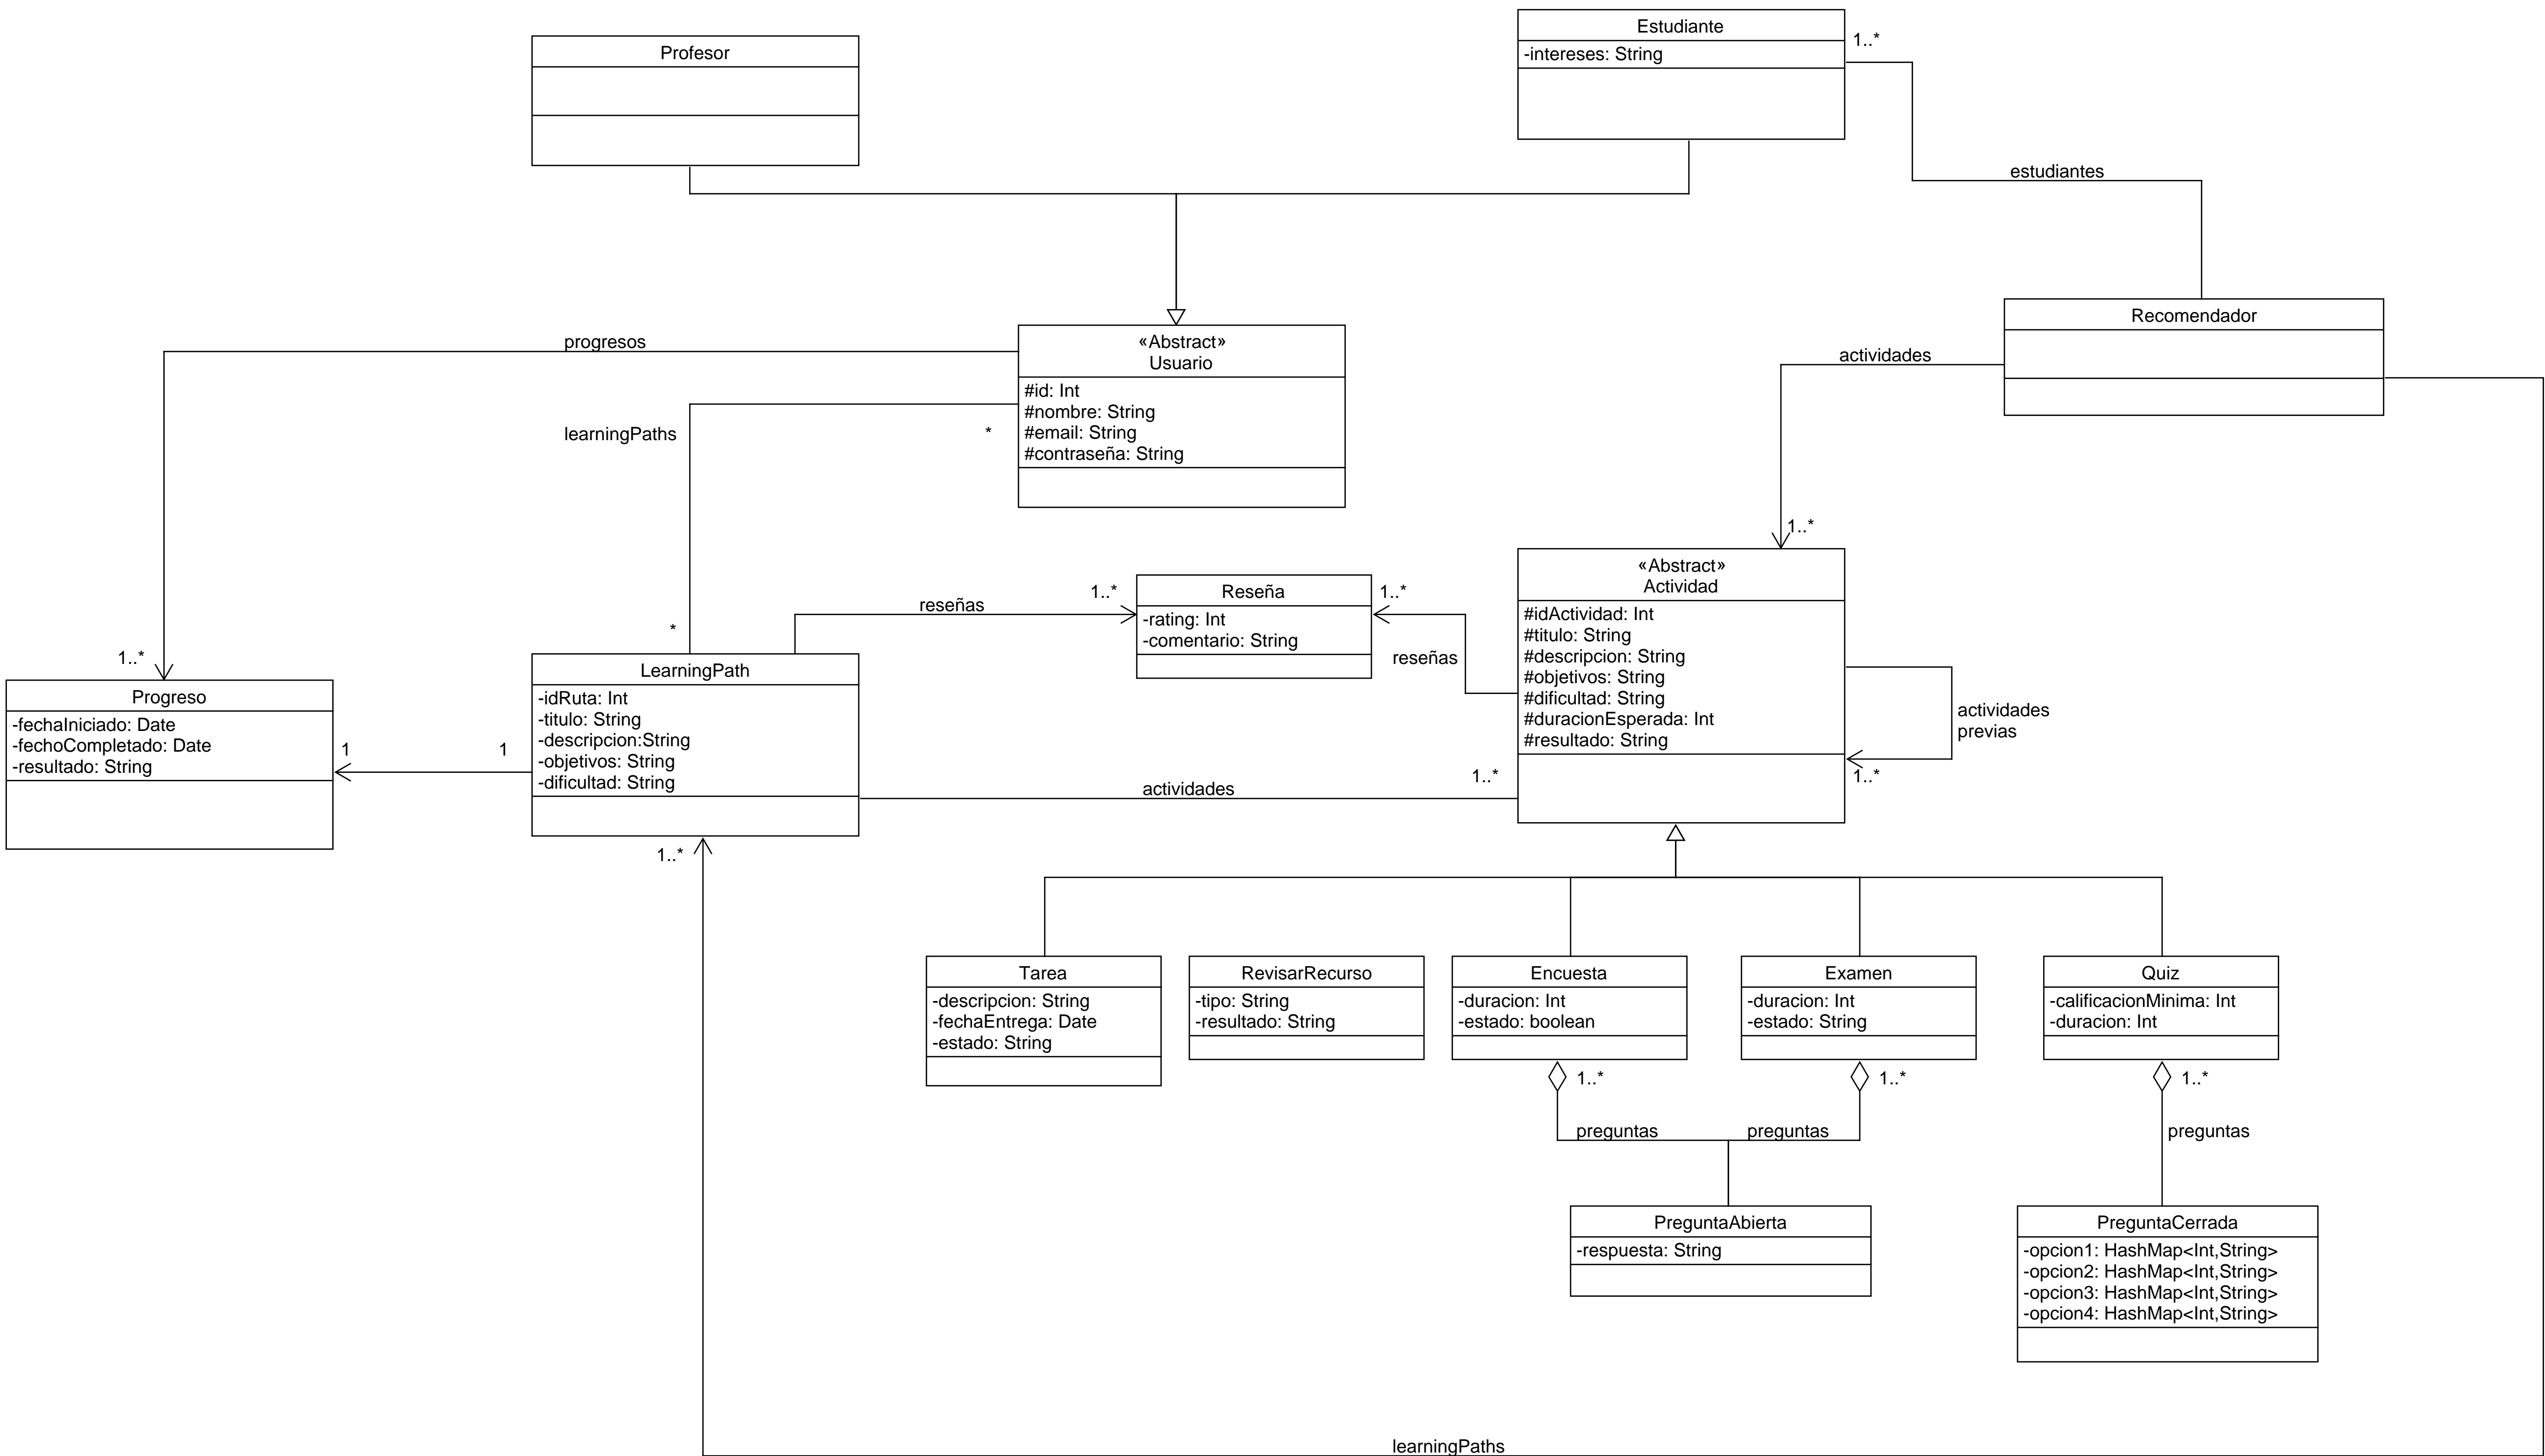 Estudiante
-intereses: String
1..*
Profesor
estudiantes
Recomendador
«Abstract»
Usuario
#id: Int
#nombre: String
#email: String
#contraseña: String
progresos
actividades
learningPaths
*
1..*
«Abstract»
Actividad
#idActividad: Int
#titulo: String
#descripcion: String
#objetivos: String
#dificultad: String
#duracionEsperada: Int
#resultado: String
Reseña
-rating: Int
-comentario: String
1..*
1..*
reseñas
reseñas
*
1..*
LearningPath
-idRuta: Int
-titulo: String
-descripcion:String
-objetivos: String
-dificultad: String
Progreso
-fechaIniciado: Date
-fechoCompletado: Date
-resultado: String
1
1
actividades
previas
1..*
1..*
actividades
1..*
Tarea
-descripcion: String
-fechaEntrega: Date
-estado: String
RevisarRecurso
-tipo: String
-resultado: String
Encuesta
-duracion: Int
-estado: boolean
Examen
-duracion: Int
-estado: String
Quiz
-calificacionMinima: Int
-duracion: Int
1..*
1..*
1..*
preguntas
preguntas
preguntas
PreguntaAbierta
-respuesta: String
PreguntaCerrada
-opcion1: HashMap<Int,String>
-opcion2: HashMap<Int,String>
-opcion3: HashMap<Int,String>
-opcion4: HashMap<Int,String>
learningPaths